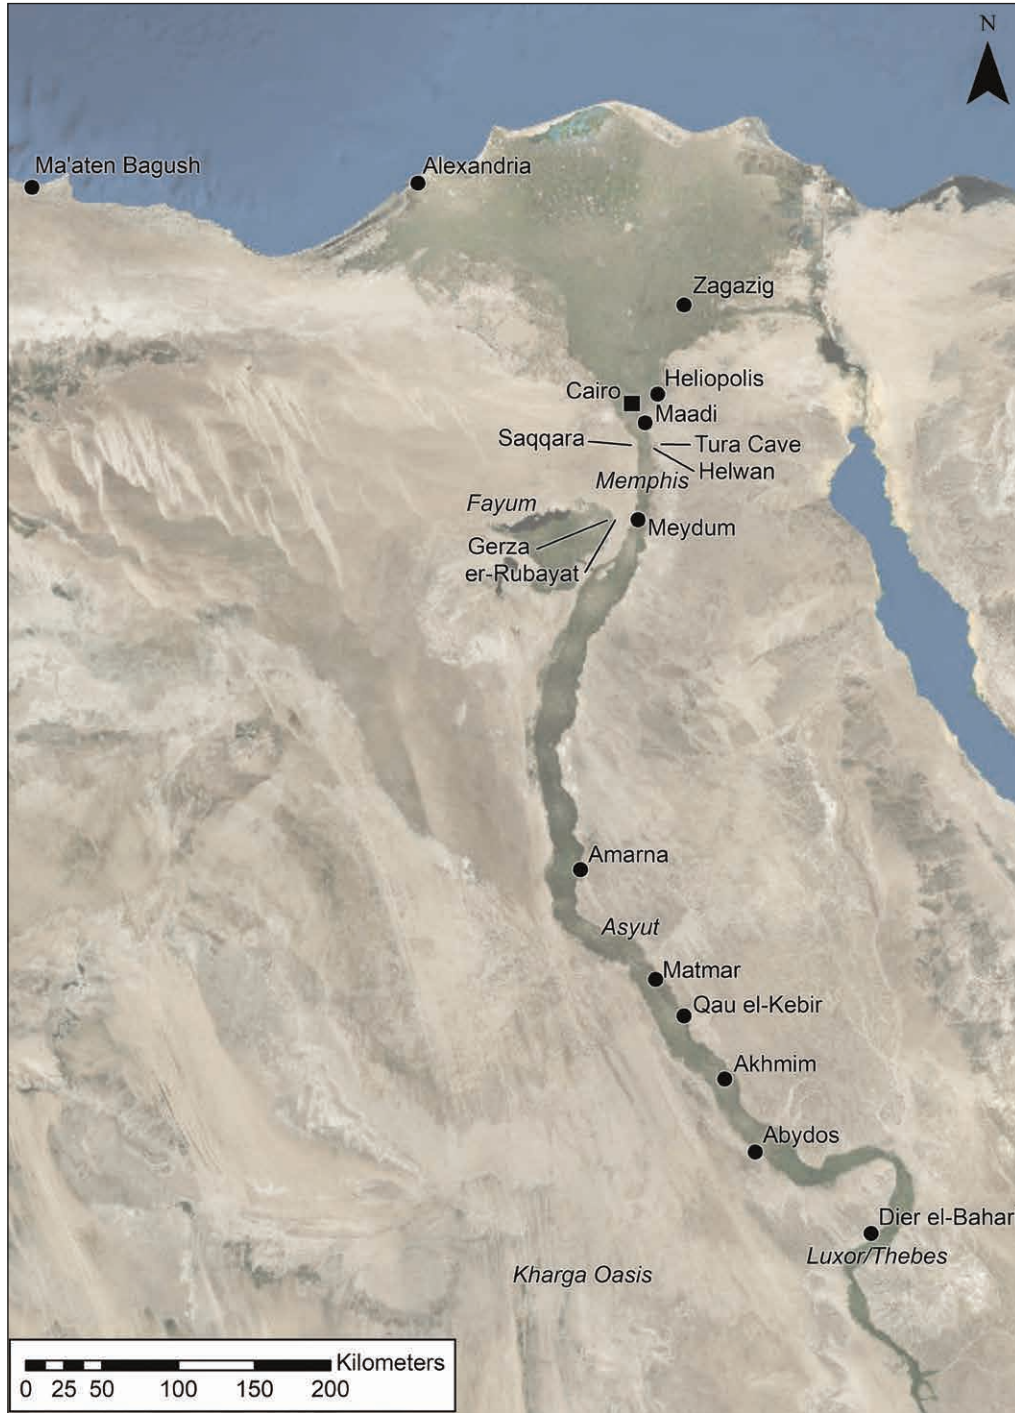 N
Ma'aten Bagush
Alexandria
Zagazig
Heliopolis
Cairo
Maadi
Saqqara
Tura Cave
Helwan
Memphis
Fayum
Meydum
Gerza
er-Rubayat
Amarna
Asyut
Matmar
Qau el-Kebir
Akhmim
Abydos
Dier el-Bahar
Luxor/Thebes
Kharga Oasis
Kilometers
0 25 50 100 150 200